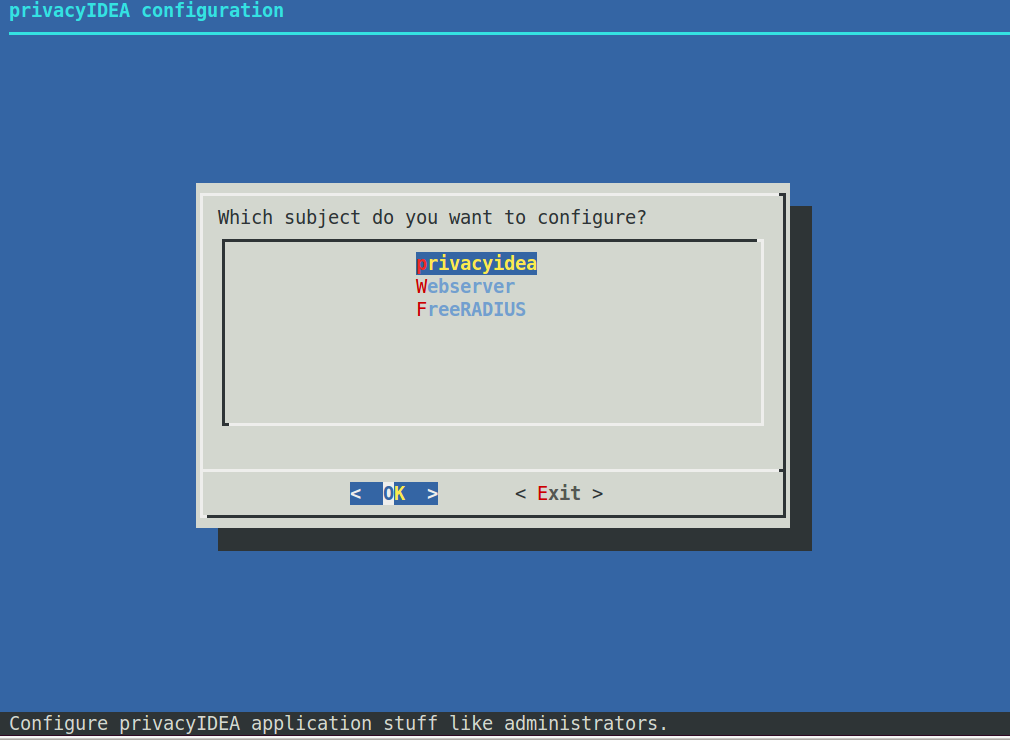 privacyIDEA configuration
Which subject do you want to configure?
privacyidea
Webserver
FreeRADIUS
<  OK  > < Exit >
Configure privacyIDEA application stuff like administrators.